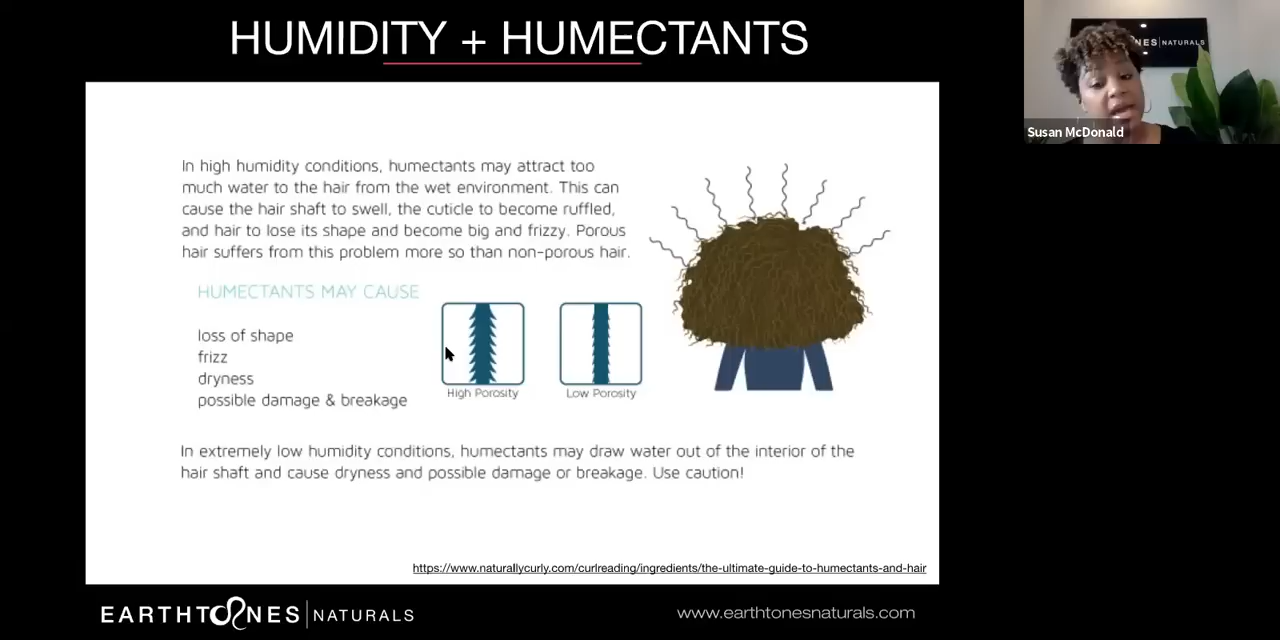 HUMIDITY + HUMECTANTS
NES | NATURALS
Susan McDonald
In high humidity conditions, humectants may attract too
much water to the hair from the wet environment. This can
cause the hair shaft to swell, the cuticle to become ruffled,
and hair to lose its shape and become big and frizzy. Porous
hair suffers from this problem more so than non-porous hair.
HUMECTANTS MAY CAUSE
loss of shape
frizz
dryness
possible damage & breakage
High Porosity
Low Porosity
In extremely low humidity conditions, humectants may draw water out of the interior of the
hair shaft and cause dryness and possible damage or breakage. Use caution!
https://www.naturallycurly.com/curlreading/ingredients/the-ultimate-guide-to-humectants-and-hair
EARTHTONES | NATURALS
www.earthtonesnaturals.com